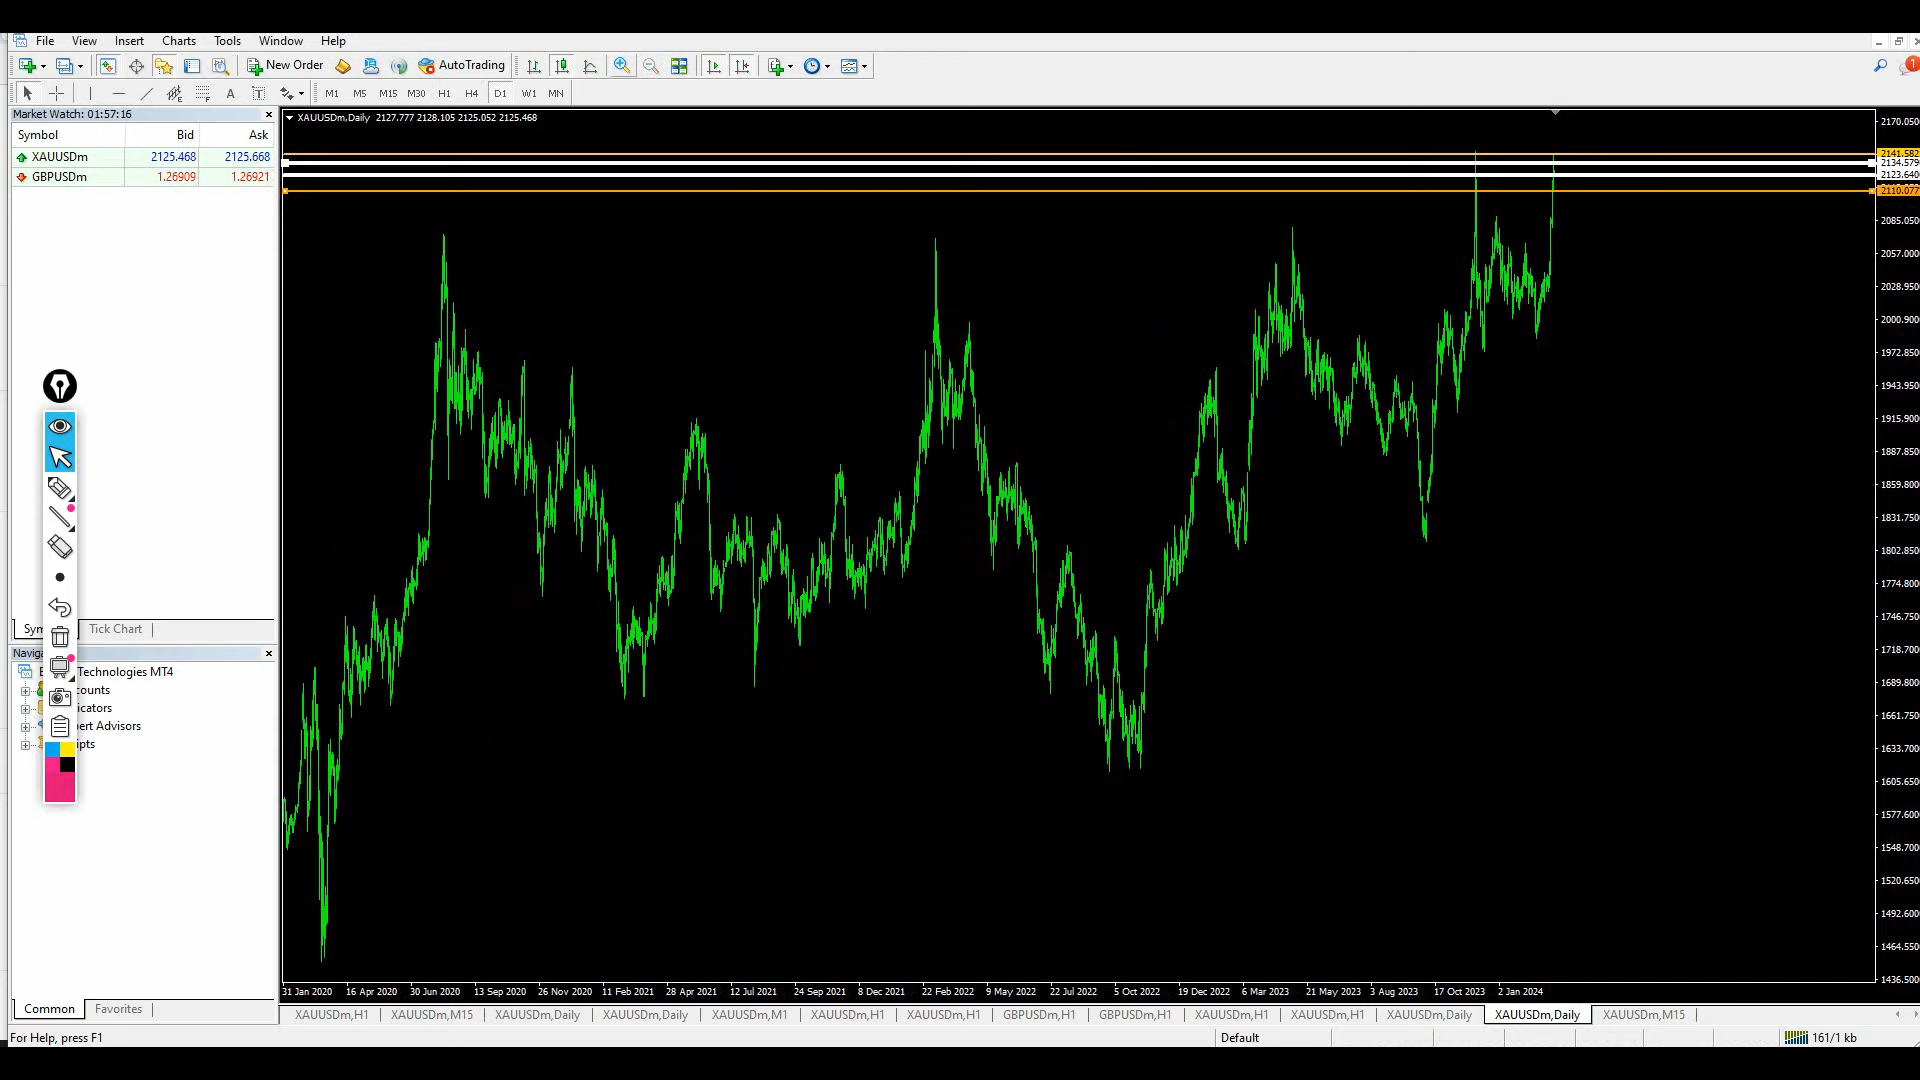 File View Insert Charts Tools Window Help
New Order AutoTrading
A T M1 M5 M15 M30 H1 H4 D1 W1 MN
Market Watch: 01:57:16
Symbol Bid Ask
XAUUSDm 2125.468 2125.668
GBPUSDm 1.26909 1.26921
Tick Chart
Technologies MT4
Common Favorites
XAUUSDm,Daily 2127.777 2128.105 2125.052 2125.468
2170.050
2141.582
2134.579
2123.640
2110.077
2085.050
2057.000
2028.950
2000.900
1972.850
1943.950
1915.900
1887.850
1859.800
1831.750
1802.850
1774.800
1746.750
1718.700
1689.800
1661.750
1633.700
1605.650
1577.600
1548.700
1520.650
1492.600
1464.550
1436.500
31 Jan 2020 16 Apr 2020 30 Jun 2020 13 Sep 2020 26 Nov 2020 11 Feb 2021 28 Apr 2021 12 Jul 2021 24 Sep 2021 8 Dec 2021 22 Feb 2022 9 May 2022 22 Jul 2022 5 Oct 2022 19 Dec 2022 6 Mar 2023 21 May 2023 3 Aug 2023 17 Oct 2023 2 Jan 2024
XAUUSDm,H1 XAUUSDm,M15 XAUUSDm,Daily XAUUSDm,Daily XAUUSDm,M1 XAUUSDm,H1 XAUUSDm,H1 GBPUSDm,H1 GBPUSDm,H1 XAUUSDm,H1 XAUUSDm,H1 XAUUSDm,Daily XAUUSDm,Daily XAUUSDm,M15
For Help, press F1 Default 161/1 kb